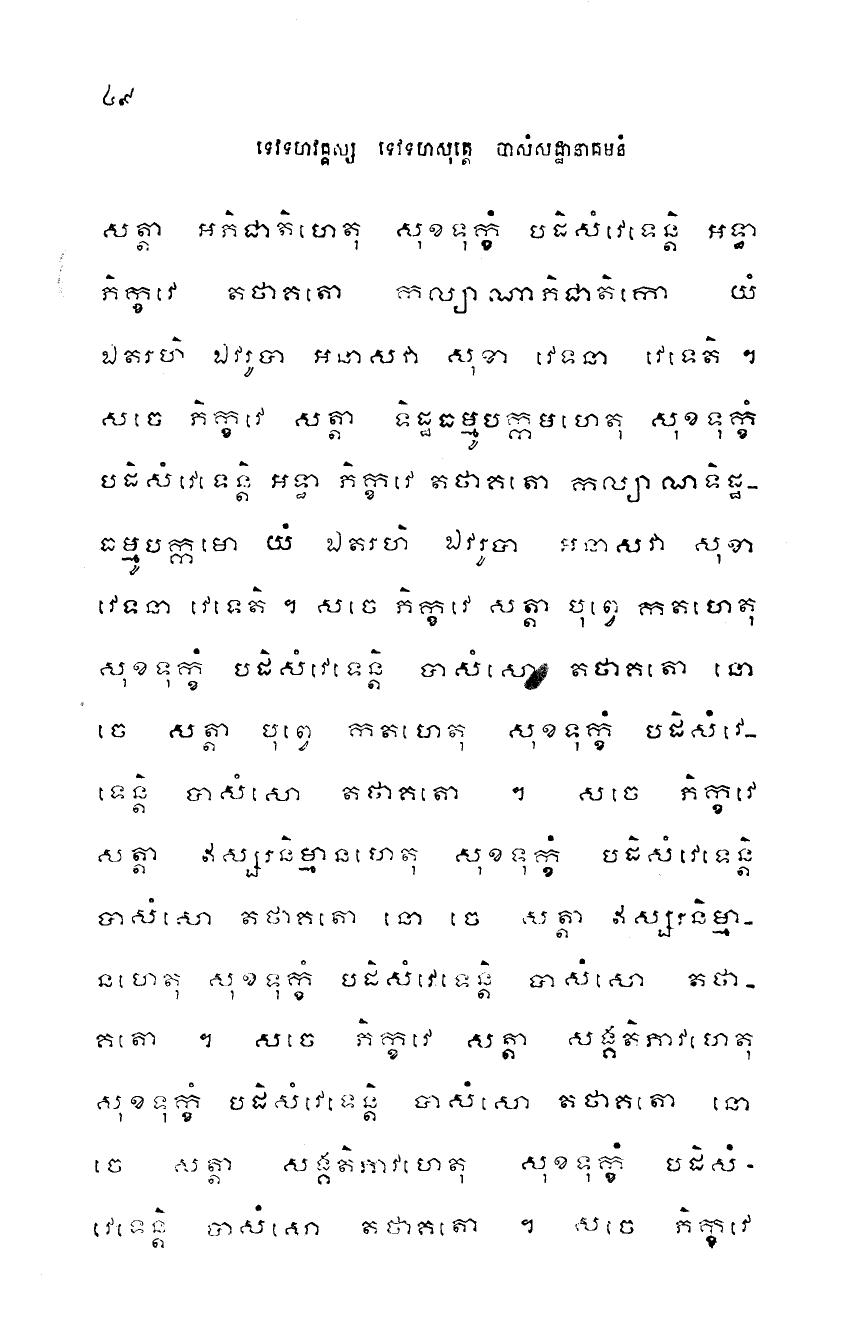 ៤៩
ទេវទហវគ្គស្ស ទេវទហសុត្តេ បាសំសដ្ឋានាគមនំ
សត្តា អភិជាតិហេតុ សុខទុក្ខំ បដិសំវេទេន្តិ អទ្ធា
ភិក្ខវេ តថាគតោ កល្យាណាភិជាតិកោ យំ
ឯតរហិ ឯវរូបា អនាសវា សុខា វេទនា វេទេតិ ។
សចេ ភិក្ខវេ សត្តា ទិដ្ឋធម្មូបក្កមហេតុ សុខទុក្ខំ
បដិសំវេទេន្តិ អទ្ធា ភិក្ខវេ តថាគតោ កល្យាណទិដ្ឋ-
ធម្មូបក្កមោ យំ ឯតរហិ ឯវរូបា អនាសវា សុខា
វេទនា វេទេតិ ។ សចេ ភិក្ខវេ សត្តា បុព្វេ កតហេតុ
សុខទុក្ខំ បដិសំវេទេន្តិ បាសំសោ តថាគតោ នោ
ចេ សត្តា បុព្វេ កតហេតុ សុខទុក្ខំ បដិសំវេ-
ទេន្តិ បាសំសោ តថាគតោ ។ សចេ ភិក្ខវេ
សត្តា ឥស្សរនិម្មានហេតុ សុខទុក្ខំ បដិសំវេទេន្តិ
បាសំសោ តថាគតោ នោ ចេ សត្តា ឥស្សរនិម្មា-
នហេតុ សុខទុក្ខំ បដិសំវេទេន្តិ បាសំសោ តថា-
គតោ ។ សចេ ភិក្ខវេ សត្តា សង្គតិភាវហេតុ
សុខទុក្ខំ បដិសំវេទេន្តិ បាសំសោ តថាគតោ នោ
ចេ សត្តា សង្គតិភាវហេតុ សុខទុក្ខំ បដិសំ-
វេទេន្តិ បាសំសោ តថាគតោ ។ សចេ ភិក្ខវេ